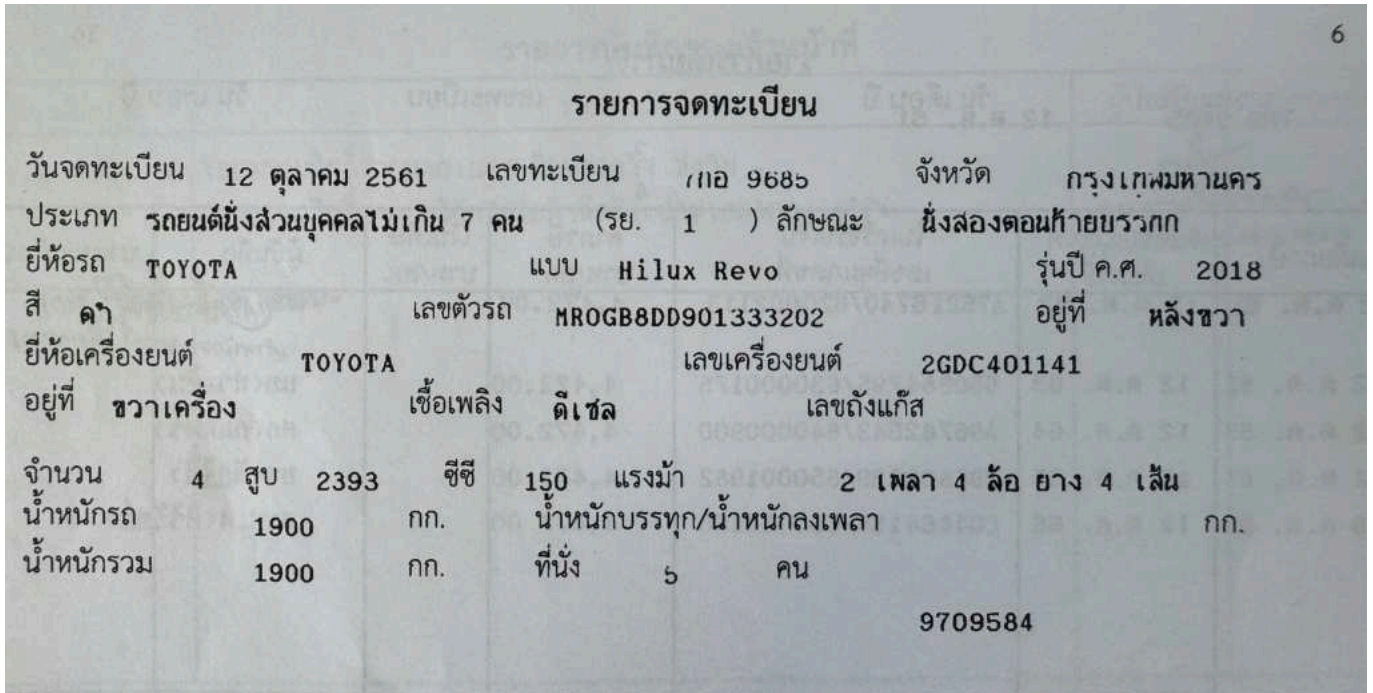 6
รายการจดทะเบียน
วันจดทะเบียน 12 ตุลาคม 2561 เลขทะเบียน 9685 จังหวัด กรุงเทพมหานคร
ประเภท รถยนต์นั่งส่วนบุคคลไม่เกิน 7 คน (รย. 1 ) ลักษณะ นั่งสองตอนท้ายบรรทุก
ยี่ห้อรถ TOYOTA แบบ Hilux Revo รุ่นปี ค.ศ. 2018
สี ดำ เลขตัวรถ MR0GB8DD901333202 อยู่ที่ หลังขวา
ยี่ห้อเครื่องยนต์ TOYOTA เลขเครื่องยนต์ 2GDC401141
อยู่ที่ ขวาเครื่อง เชื้อเพลิง ดีเซล เลขถังแก๊ส
จำนวน 4 สูบ 2393 ซีซี 150 แรงม้า 2 เพลา 4 ล้อ ยาง 4 เส้น
น้ำหนักรถ 1900 กก. น้ำหนักบรรทุก/น้ำหนักลงเพลา กก.
น้ำหนักรวม 1900 กก. ที่นั่ง 5 คน
9709584